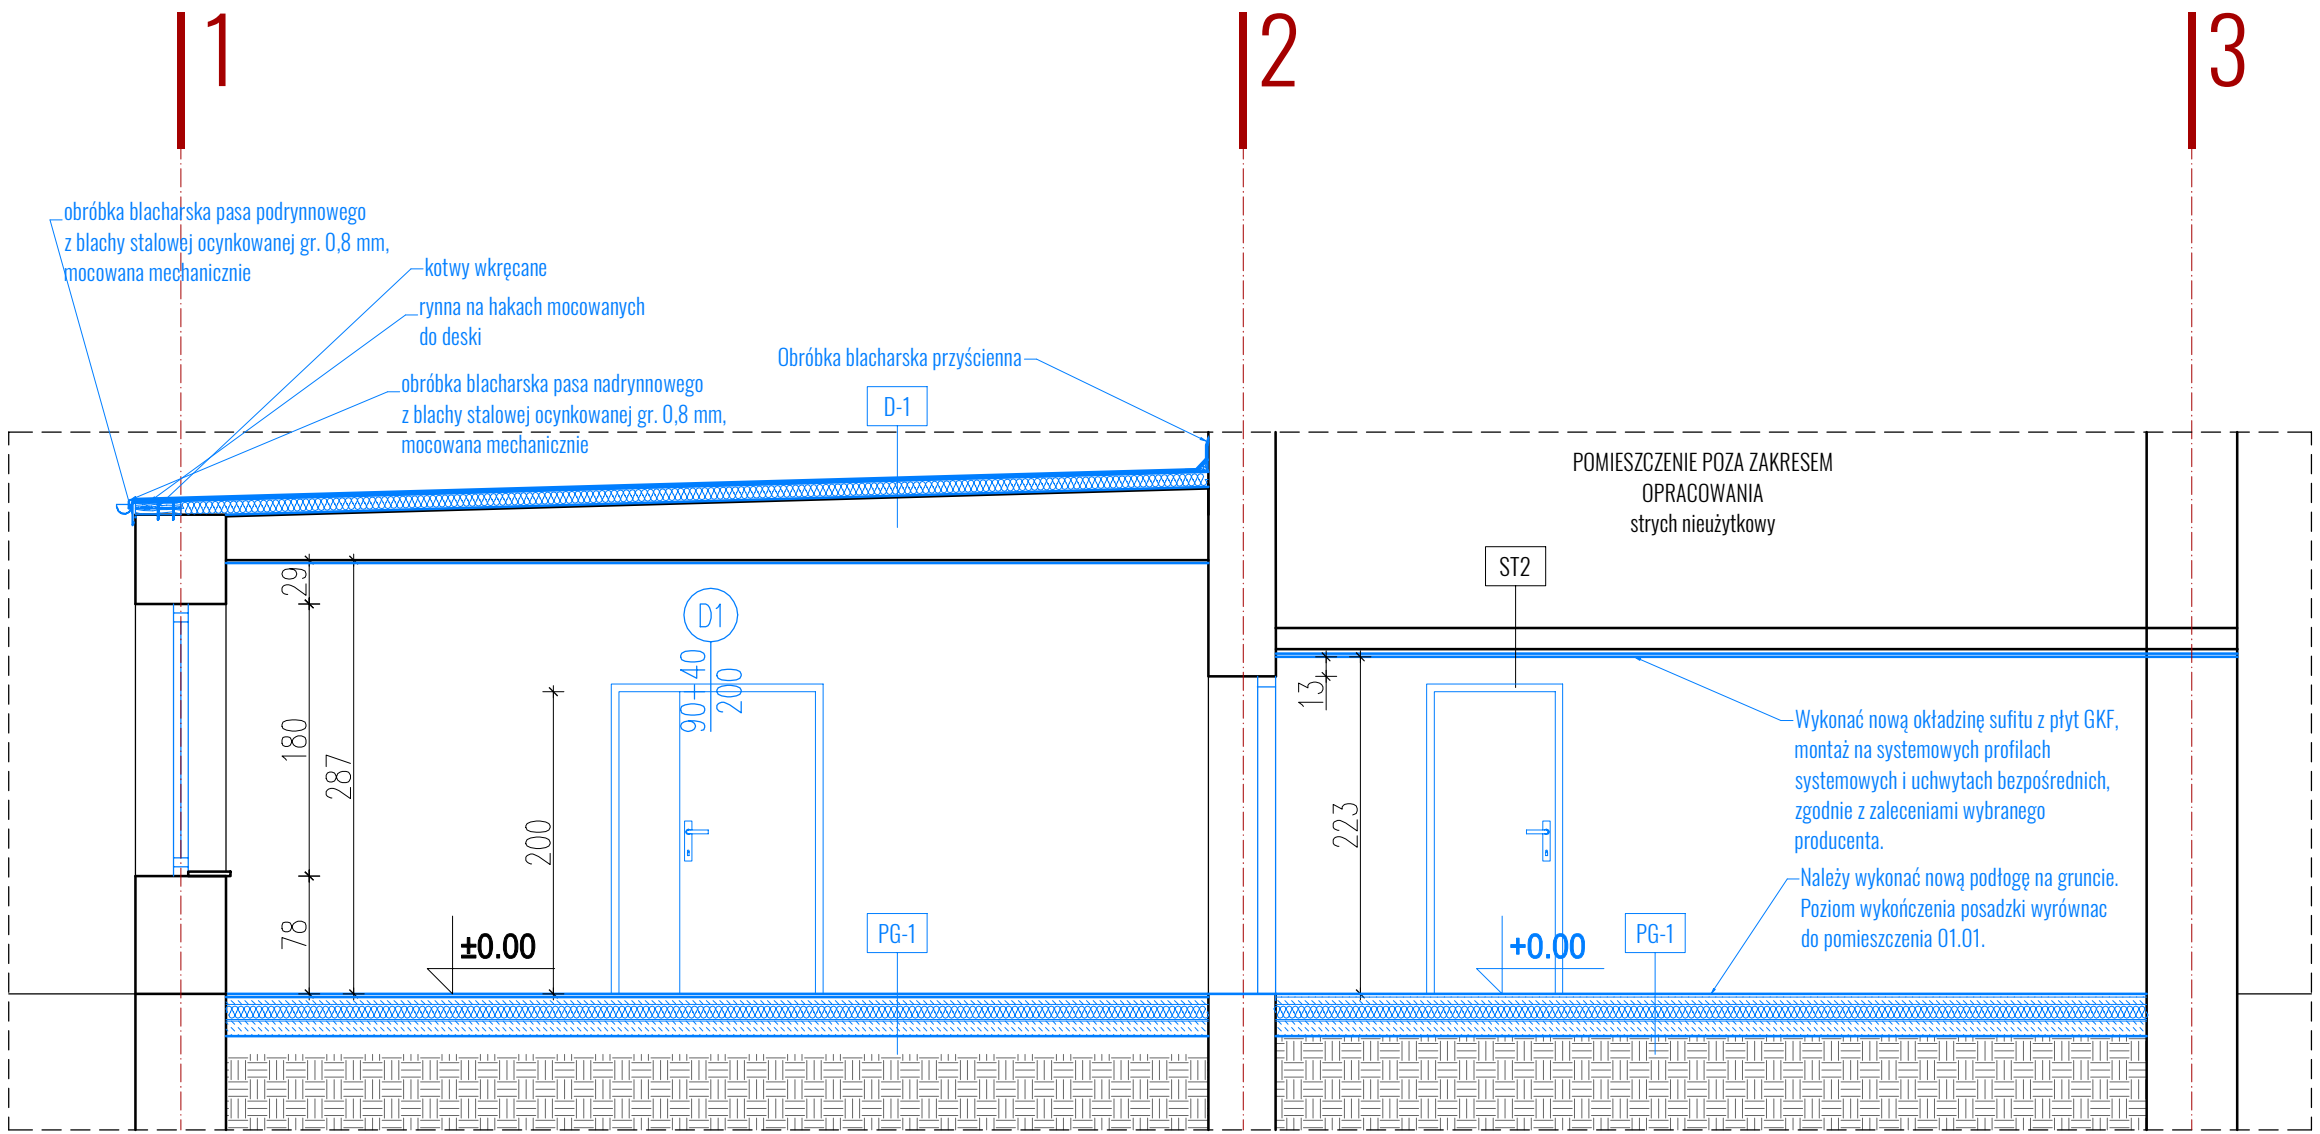 1
2
3
obróbka blacharska pasa podrynnowego
z blachy stalowej ocynkowanej gr. 0,8 mm,
mocowana mechanicznie
kotwy wkręcane
rynna na hakach mocowanych
do deski
obróbka blacharska pasa nadrynnowego
z blachy stalowej ocynkowanej gr. 0,8 mm,
mocowana mechanicznie
Obróbka blacharska przyścienna
D-1
POMIESZCZENIE POZA ZAKRESEM
OPRACOWANIA
strych nieużytkowy
ST2
29
180
78
287
200
D1
90+40
200
13
223
Wykonać nową okładzinę sufitu z płyt GKF,
montaż na systemowych profilach
systemowych i uchwytach bezpośrednich,
zgodnie z zaleceniami wybranego
producenta.
Należy wykonać nową podłogę na gruncie.
Poziom wykończenia posadzki wyrównac
do pomieszczenia 01.01.
±0.00
PG-1
+0.00
PG-1